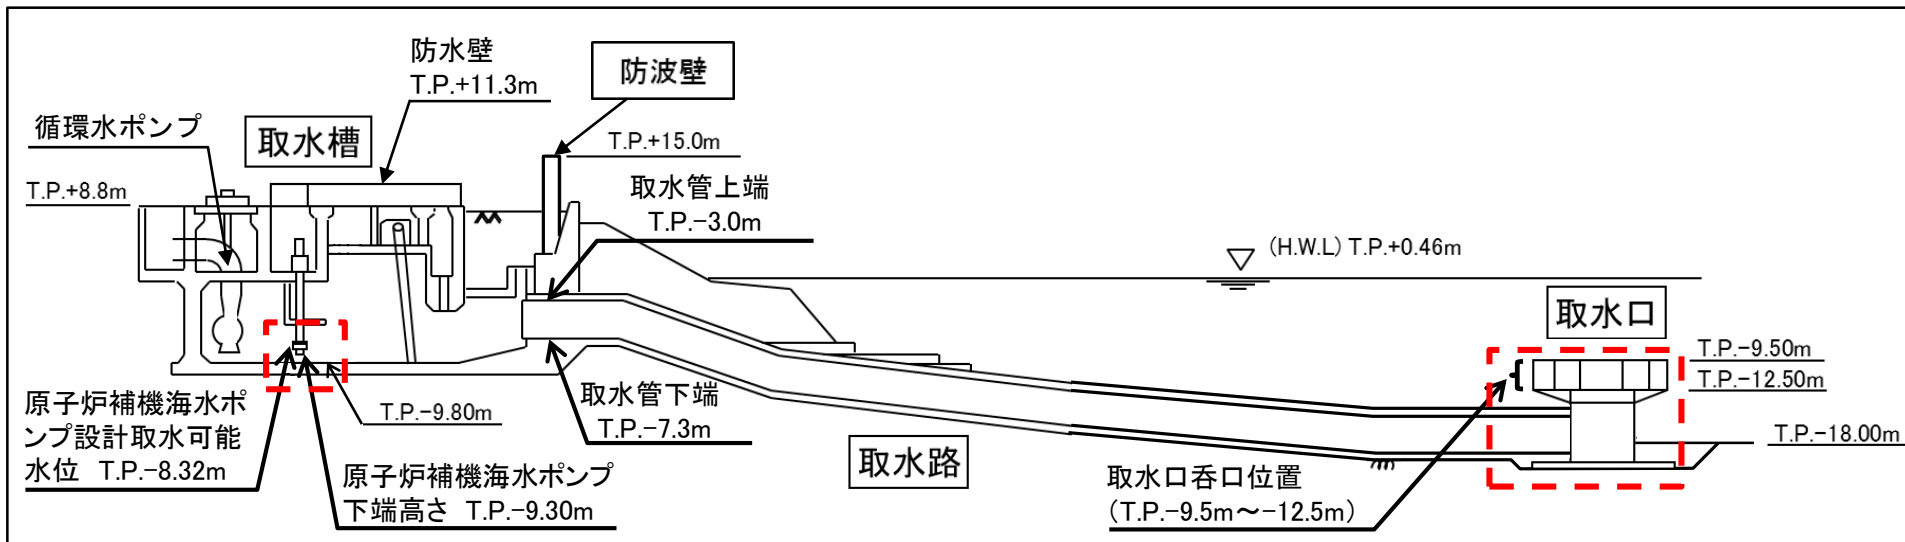 防水壁
T.P.+11.3m
防波壁
循環水ポンプ
取水槽
T.P.+15.0m
T.P.+8.8m
取水管上端
T.P.-3.0m
(H.W.L) T.P.+0.46m
取水口
T.P.-9.50m
T.P.-12.50m
原子炉補機海水ポ
ンプ設計取水可能
水位 T.P.-8.32m
T.P.-9.80m
取水管下端
T.P.-7.3m
原子炉補機海水ポンプ
下端高さ T.P.-9.30m
取水路
取水口呑口位置
(T.P.-9.5m～-12.5m)
T.P.-18.00m